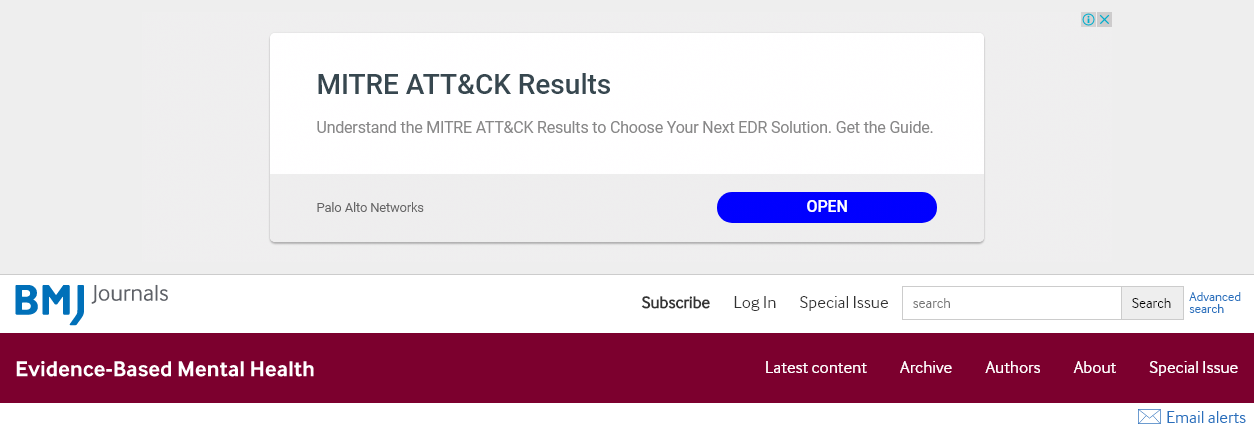 MITRE ATT&CK Results
Understand the MITRE ATT&CK Results to Choose Your Next EDR Solution. Get the Guide.
Palo Alto Networks
OPEN
BMJ Journals
Subscribe
Log In
Special Issue
search
Search
Advanced
search
Evidence-Based Mental Health
Latest content
Archive
Authors
About
Special Issue
Email alerts